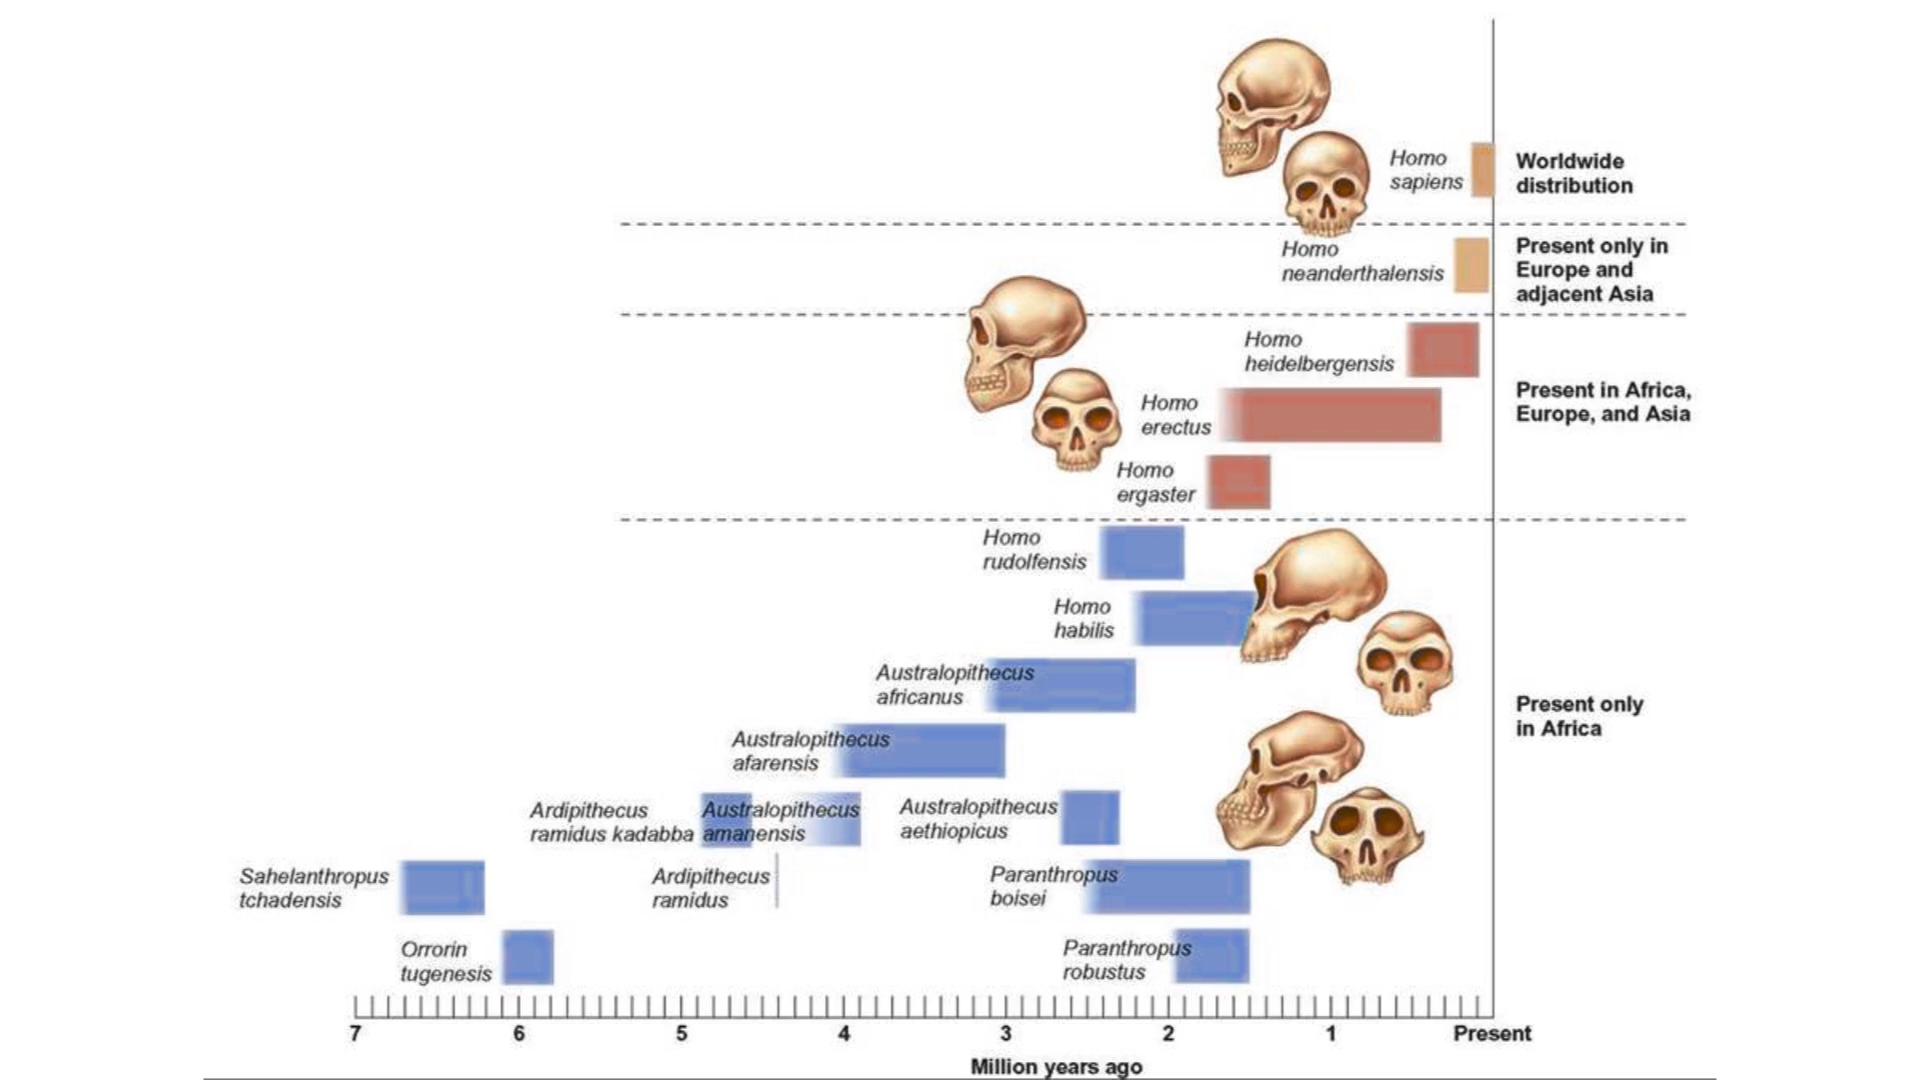 Homo
sapiens
Worldwide
distribution
Homo
neanderthalensis
Present only in
Europe and
adjacent Asia
Homo
heidelbergensis
Homo
erectus
Present in Africa,
Europe, and Asia
Homo
ergaster
Homo
rudolfensis
Homo
habilis
Australopithecus
africanus
Present only
in Africa
Australopithecus
afarensis
Ardipithecus
ramidus kadabba
Australopithecus
amanensis
Australopithecus
aethiopicus
Sahelanthropus
tchadensis
Ardipithecus
ramidus
Paranthropus
boisei
Orrorin
tugenesis
Paranthropus
robustus
7 6 5 4 3 2 1 Present
Million years ago